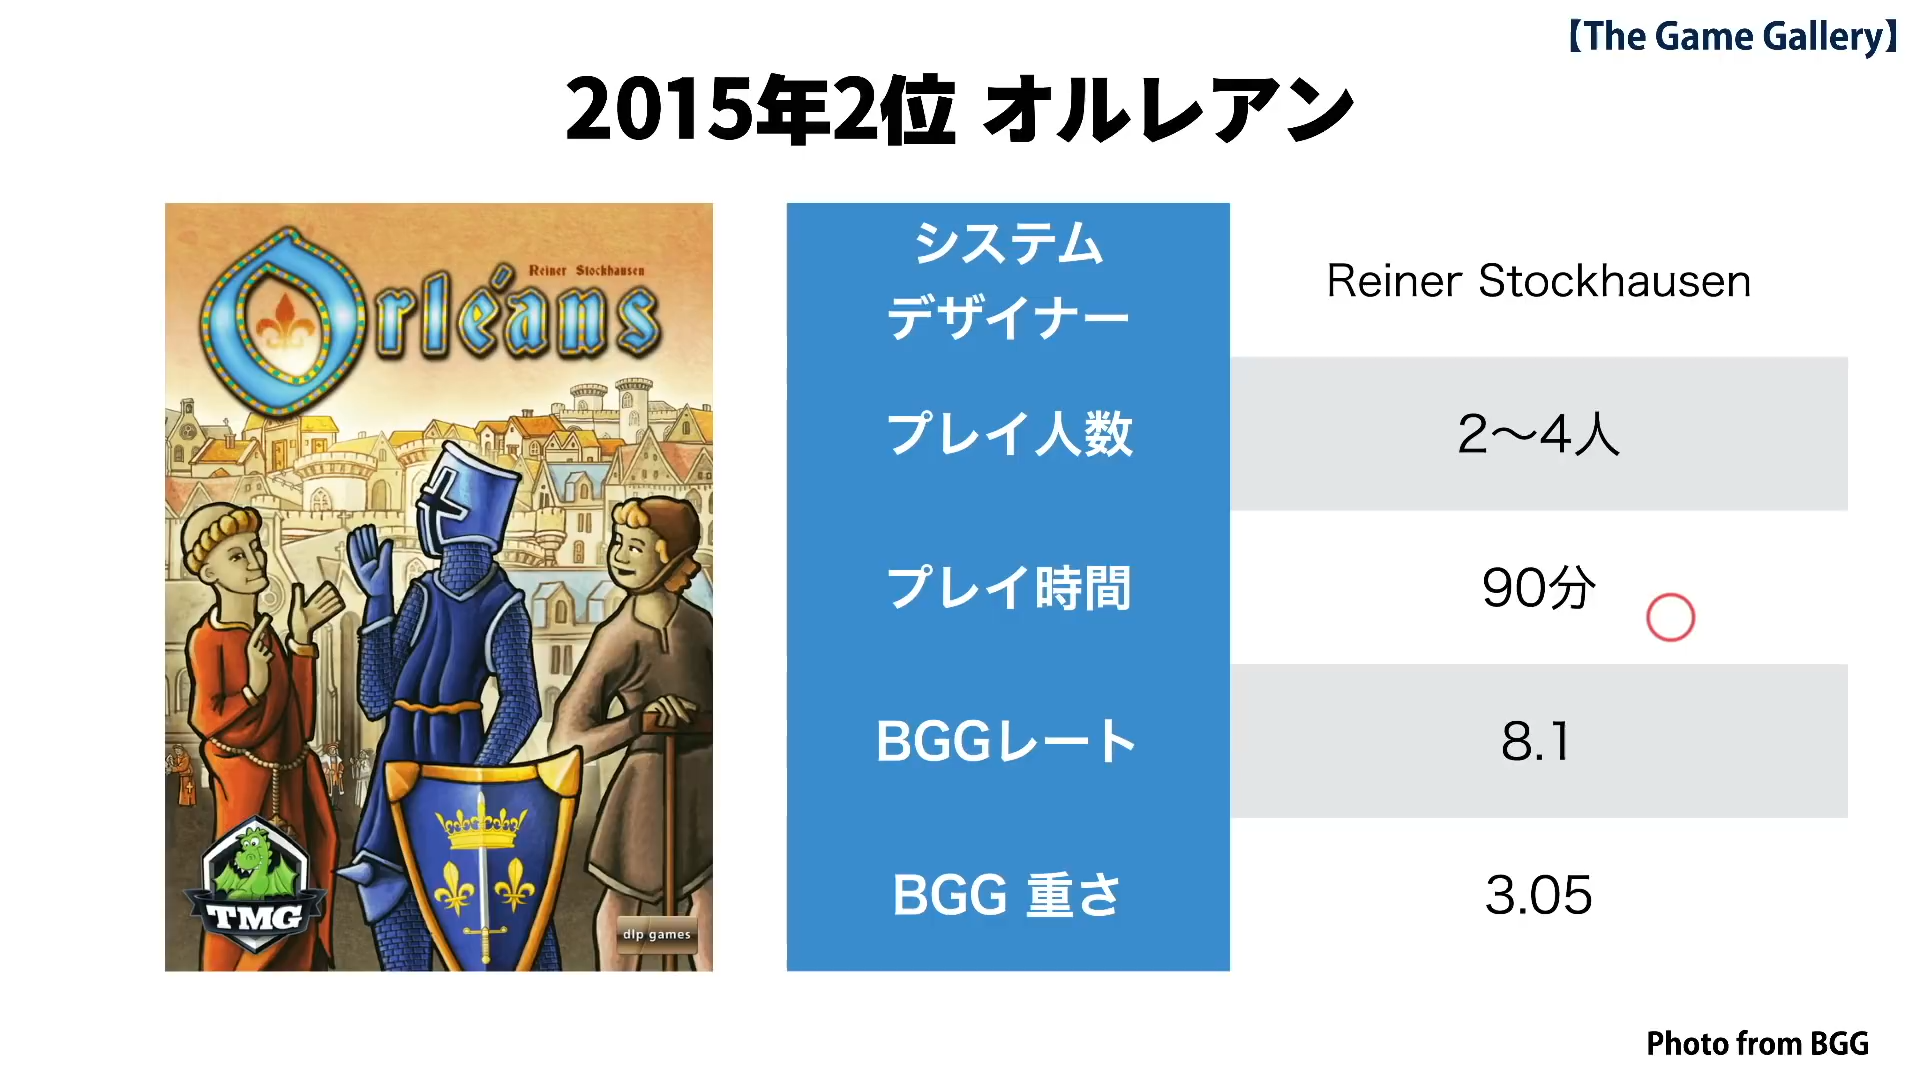 【The Game Gallery】
2015年2位 オルレアン
Reiner Stockhausen
Orléans
TMG
dlp games
システム
デザイナー
Reiner Stockhausen
プレイ人数
2〜4人
プレイ時間
90分
BGGレート
8.1
BGG 重さ
3.05
Photo from BGG